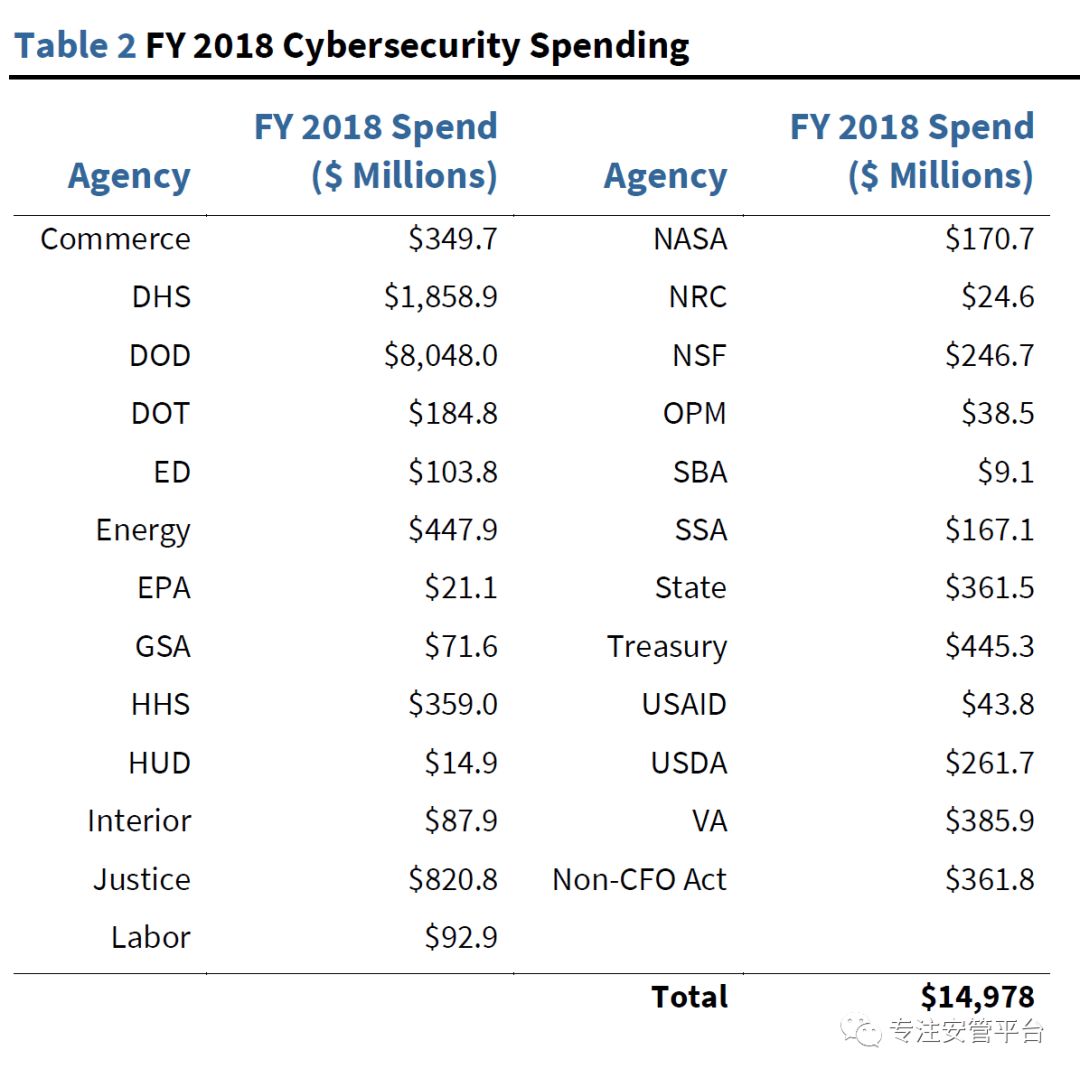 Table 2 FY 2018 Cybersecurity Spending
Agency FY 2018 Spend ($ Millions) Agency FY 2018 Spend ($ Millions)
Commerce $349.7 NASA $170.7
DHS $1,858.9 NRC $24.6
DOD $8,048.0 NSF $246.7
DOT $184.8 OPM $38.5
ED $103.8 SBA $9.1
Energy $447.9 SSA $167.1
EPA $21.1 State $361.5
GSA $71.6 Treasury $445.3
HHS $359.0 USAID $43.8
HUD $14.9 USDA $261.7
Interior $87.9 VA $385.9
Justice $820.8 Non-CFO Act $361.8
Labor $92.9
Total $14,978
专注安管平台